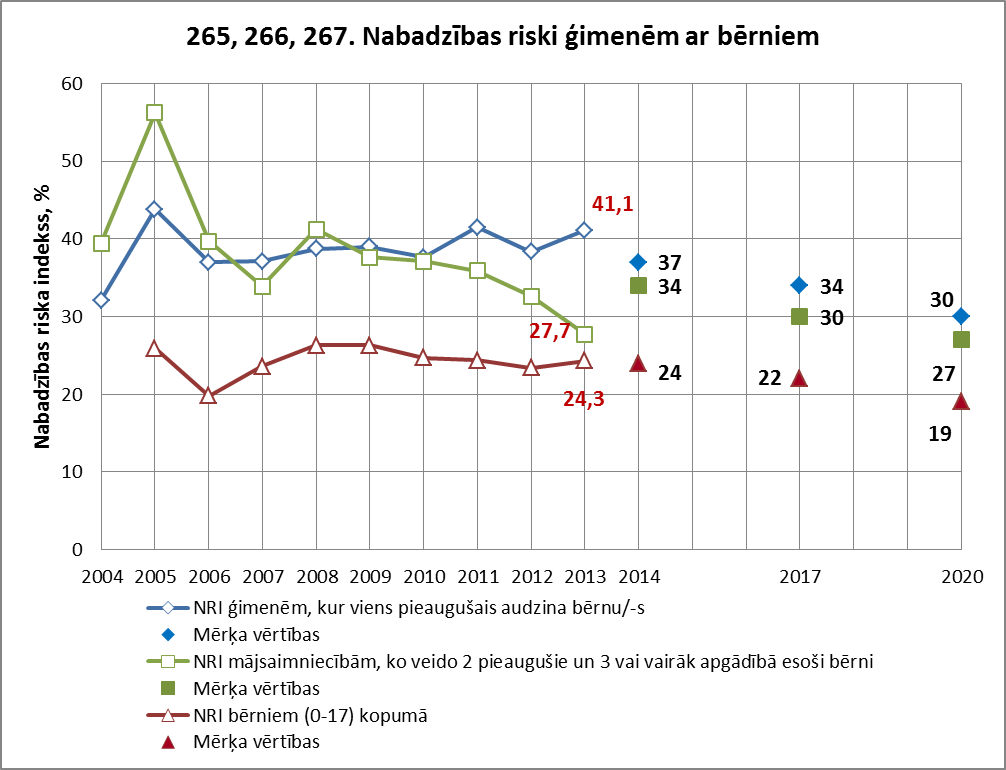 265, 266, 267. Nabadzības riski ģimenēm ar bērniem
Nabadzības riska indekss, %
60
50
40
30
20
10
0
41,1
27,7
24,3
37
34
24
34
30
22
30
27
19
2004 2005 2006 2007 2008 2009 2010 2011 2012 2013 2014 2017 2020
NRI ģimenēm, kur viens pieaugušais audzina bērnu/-s
Mērķa vērtības
NRI mājsaimniecībām, ko veido 2 pieaugušie un 3 vai vairāk apgādībā esoši bērni
Mērķa vērtības
NRI bērniem (0-17) kopumā
Mērķa vērtības